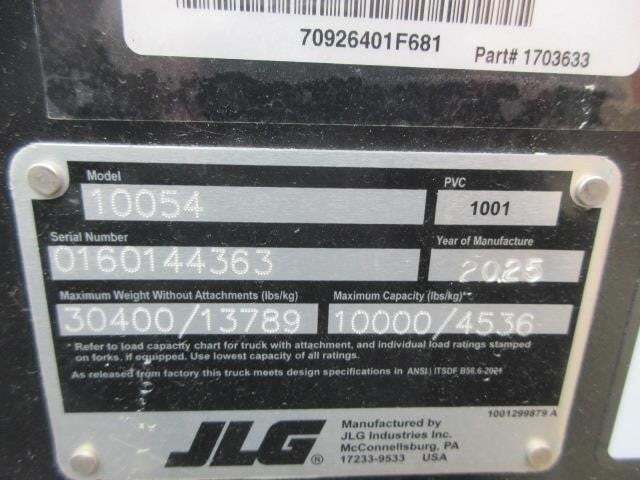 70926401F681
Part# 1703633
Model
10054
PVC
1001
Serial Number
0160144363
Year of Manufacture
2025
Maximum Weight Without Attachments (lbs/kg)
30400/13789
Maximum Capacity (lbs/kg)*
10000/4536
*Refer to load capacity chart for truck with attachment, and individual load ratings stamped
on forks, if equipped. Use lowest capacity of all ratings.
As released from factory this truck meets design specifications in ANSI / ITSDF B56.6-2021
JLG®
Manufactured by
JLG Industries Inc.
McConnellsburg, PA
17233-9533 USA
1001299879 A